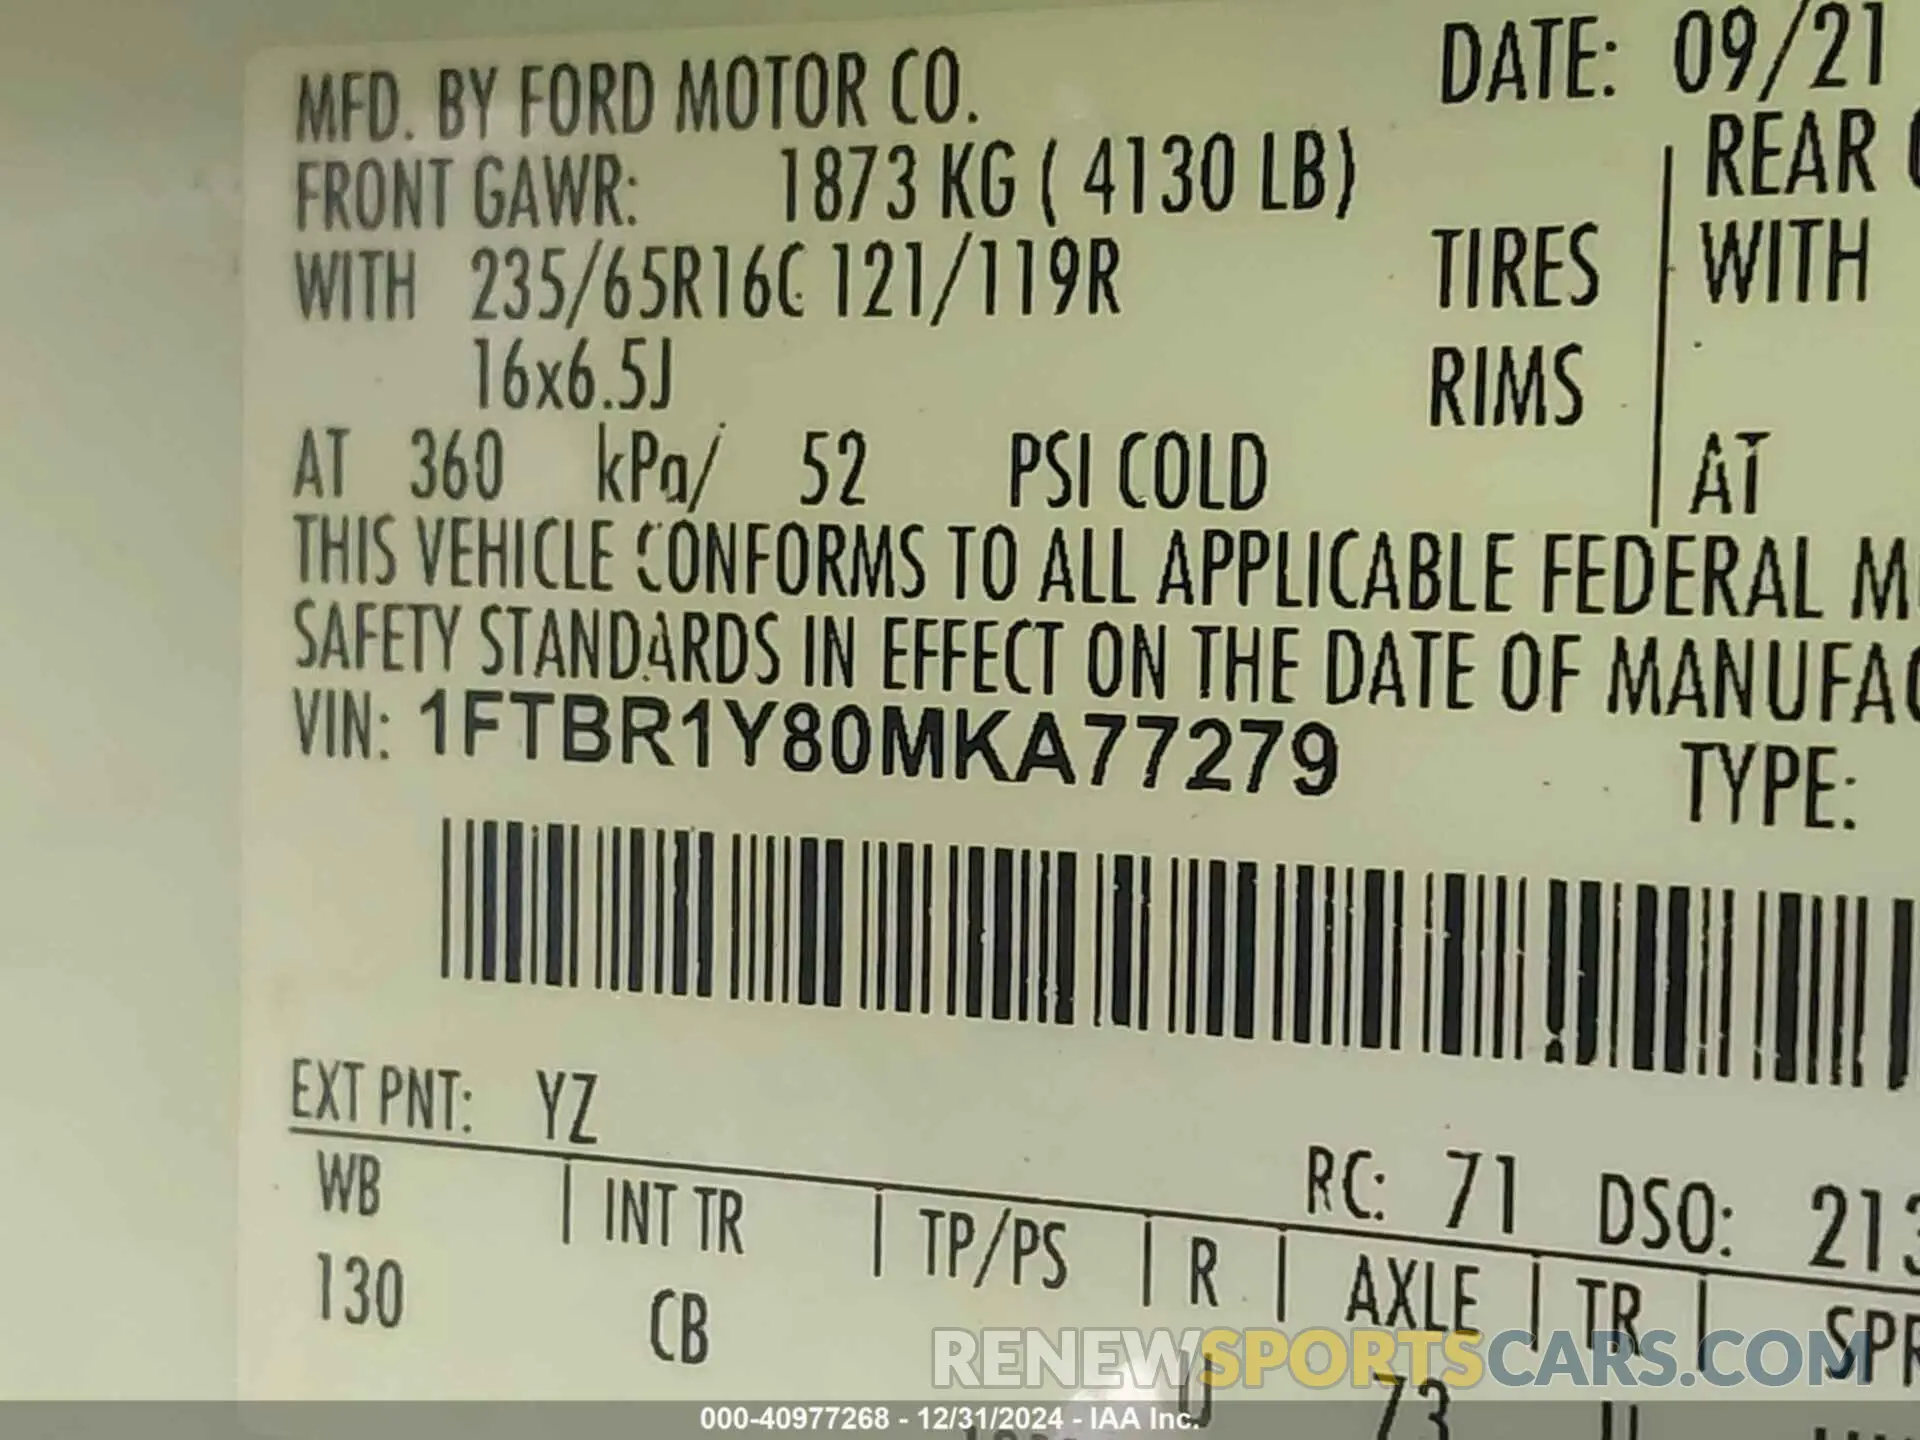 MFD. BY FORD MOTOR CO. DATE: 09/21
FRONT GAWR: 1873 KG ( 4130 LB) REAR
WITH 235/65R16C 121/119R TIRES WITH
16x6.5J RIMS
AT 360 kPa/ 52 PSI COLD AT
THIS VEHICLE CONFORMS TO ALL APPLICABLE FEDERAL
SAFETY STANDARDS IN EFFECT ON THE DATE OF
VIN: 1FTBR1Y80MKA77279
TYPE:
EXT PNT: YZ RC: 71 DSO: 213
WB INT TR TP/PS R AXLE TR SPR
130 CB U 73 U
RENEWSPORTSCARS.COM
000-40977268 - 12/31/2024 - IAA Inc.